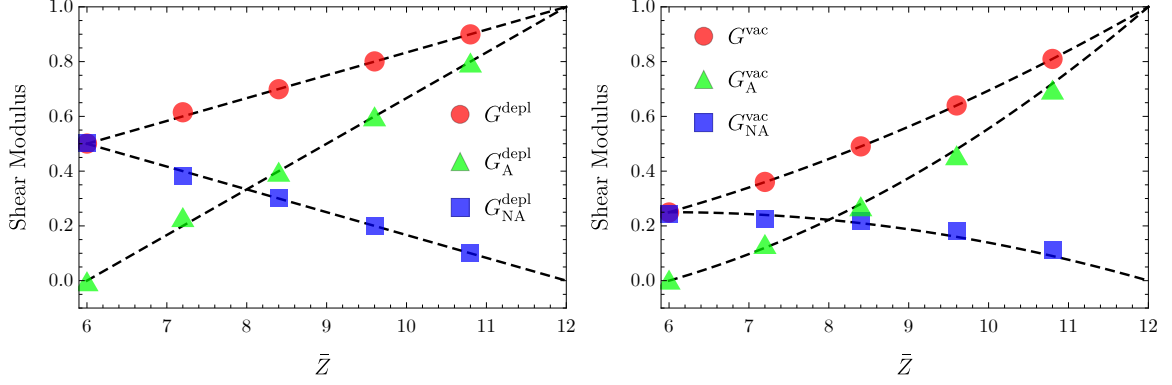 Shear Modulus
1.0
0.8
0.6
0.4
0.2
0.0
6
7
8
9
10
11
12
Z̄
G^depl
G_A^depl
G_NA^depl
Shear Modulus
1.0
0.8
0.6
0.4
0.2
0.0
6
7
8
9
10
11
12
Z̄
G^vac
G_A^vac
G_NA^vac